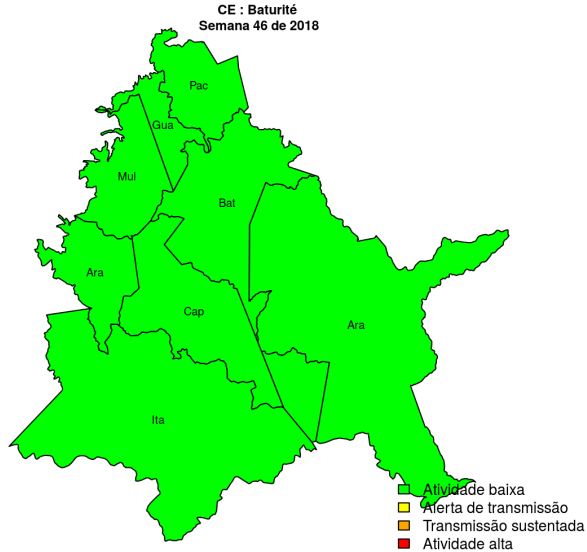 CE : Baturité
Semana 46 de 2018
Pac
Gua
Mul
Bat
Ara
Cap
Ara
Ita
Atividade baixa
Alerta de transmissão
Transmissão sustentada
Atividade alta